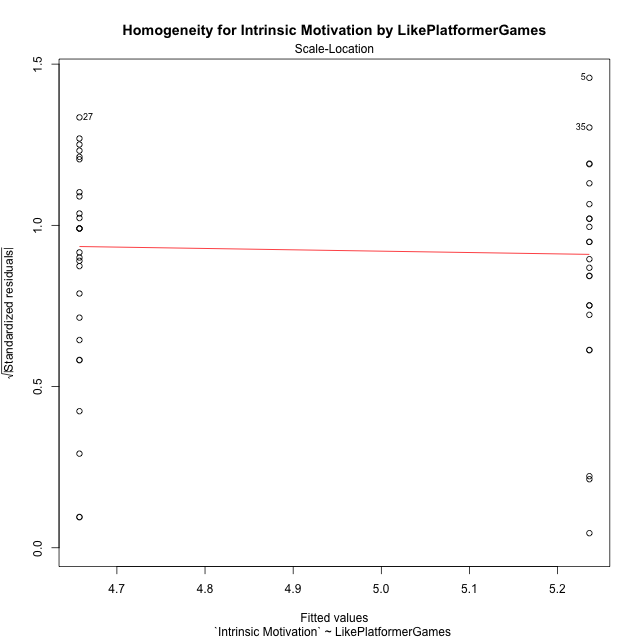 Homogeneity for Intrinsic Motivation by LikePlatformerGames
Scale-Location
√|Standardized residuals|
1.5
1.0
0.5
0.0
27
5
35
4.7 4.8 4.9 5.0 5.1 5.2
Fitted values
`Intrinsic Motivation` ~ LikePlatformerGames